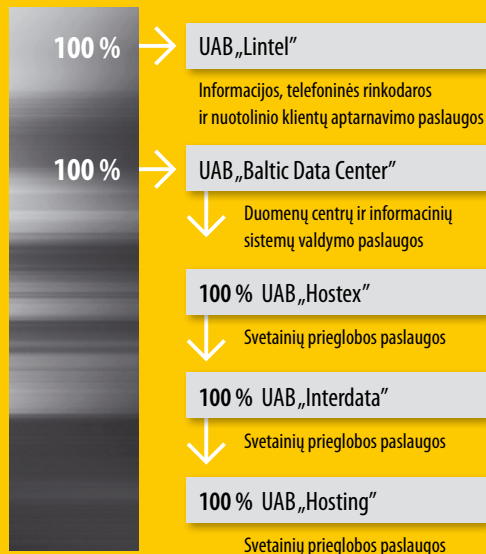 100 %
UAB „Lintel”
Informacijos, telefoninės rinkodaros
ir nuotolinio klientų aptarnavimo paslaugos
100 %
UAB „Baltic Data Center”
Duomenų centrų ir informacinių
sistemų valdymo paslaugos
100 % UAB „Hostex”
Svetainių prieglobos paslaugos
100 % UAB „Interdata”
Svetainių prieglobos paslaugos
100 % UAB „Hosting”
Svetainių prieglobos paslaugos